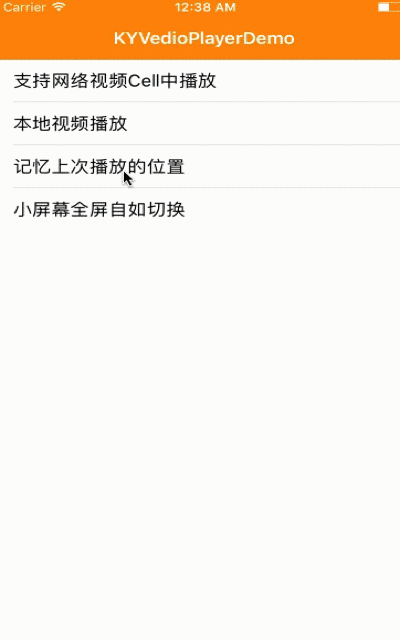 Carrier 12:38 AM
KYVedioPlayerDemo
支持网络视频Cell中播放
本地视频播放
记忆上次播放的位置
小屏幕全屏自如切换